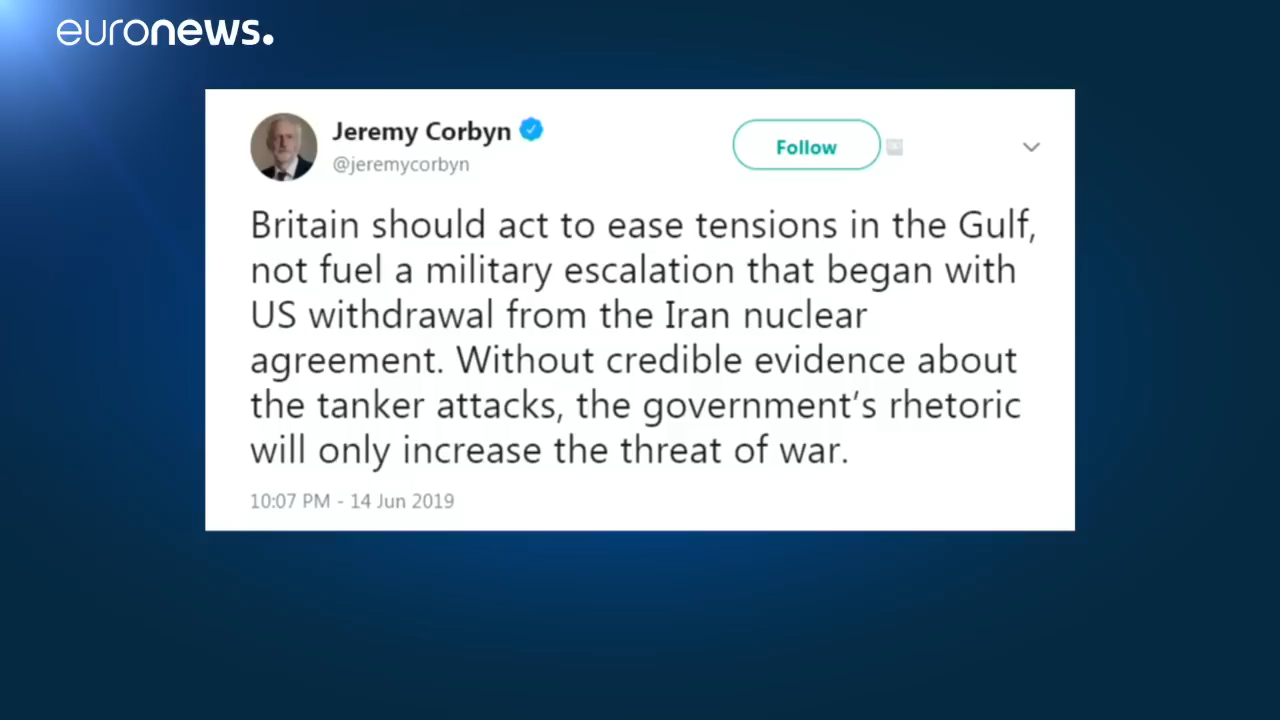 euronews.
Jeremy Corbyn
@jeremycorbyn
Follow
Britain should act to ease tensions in the Gulf,
not fuel a military escalation that began with
US withdrawal from the Iran nuclear
agreement. Without credible evidence about
the tanker attacks, the government’s rhetoric
will only increase the threat of war.
10:07 PM - 14 Jun 2019